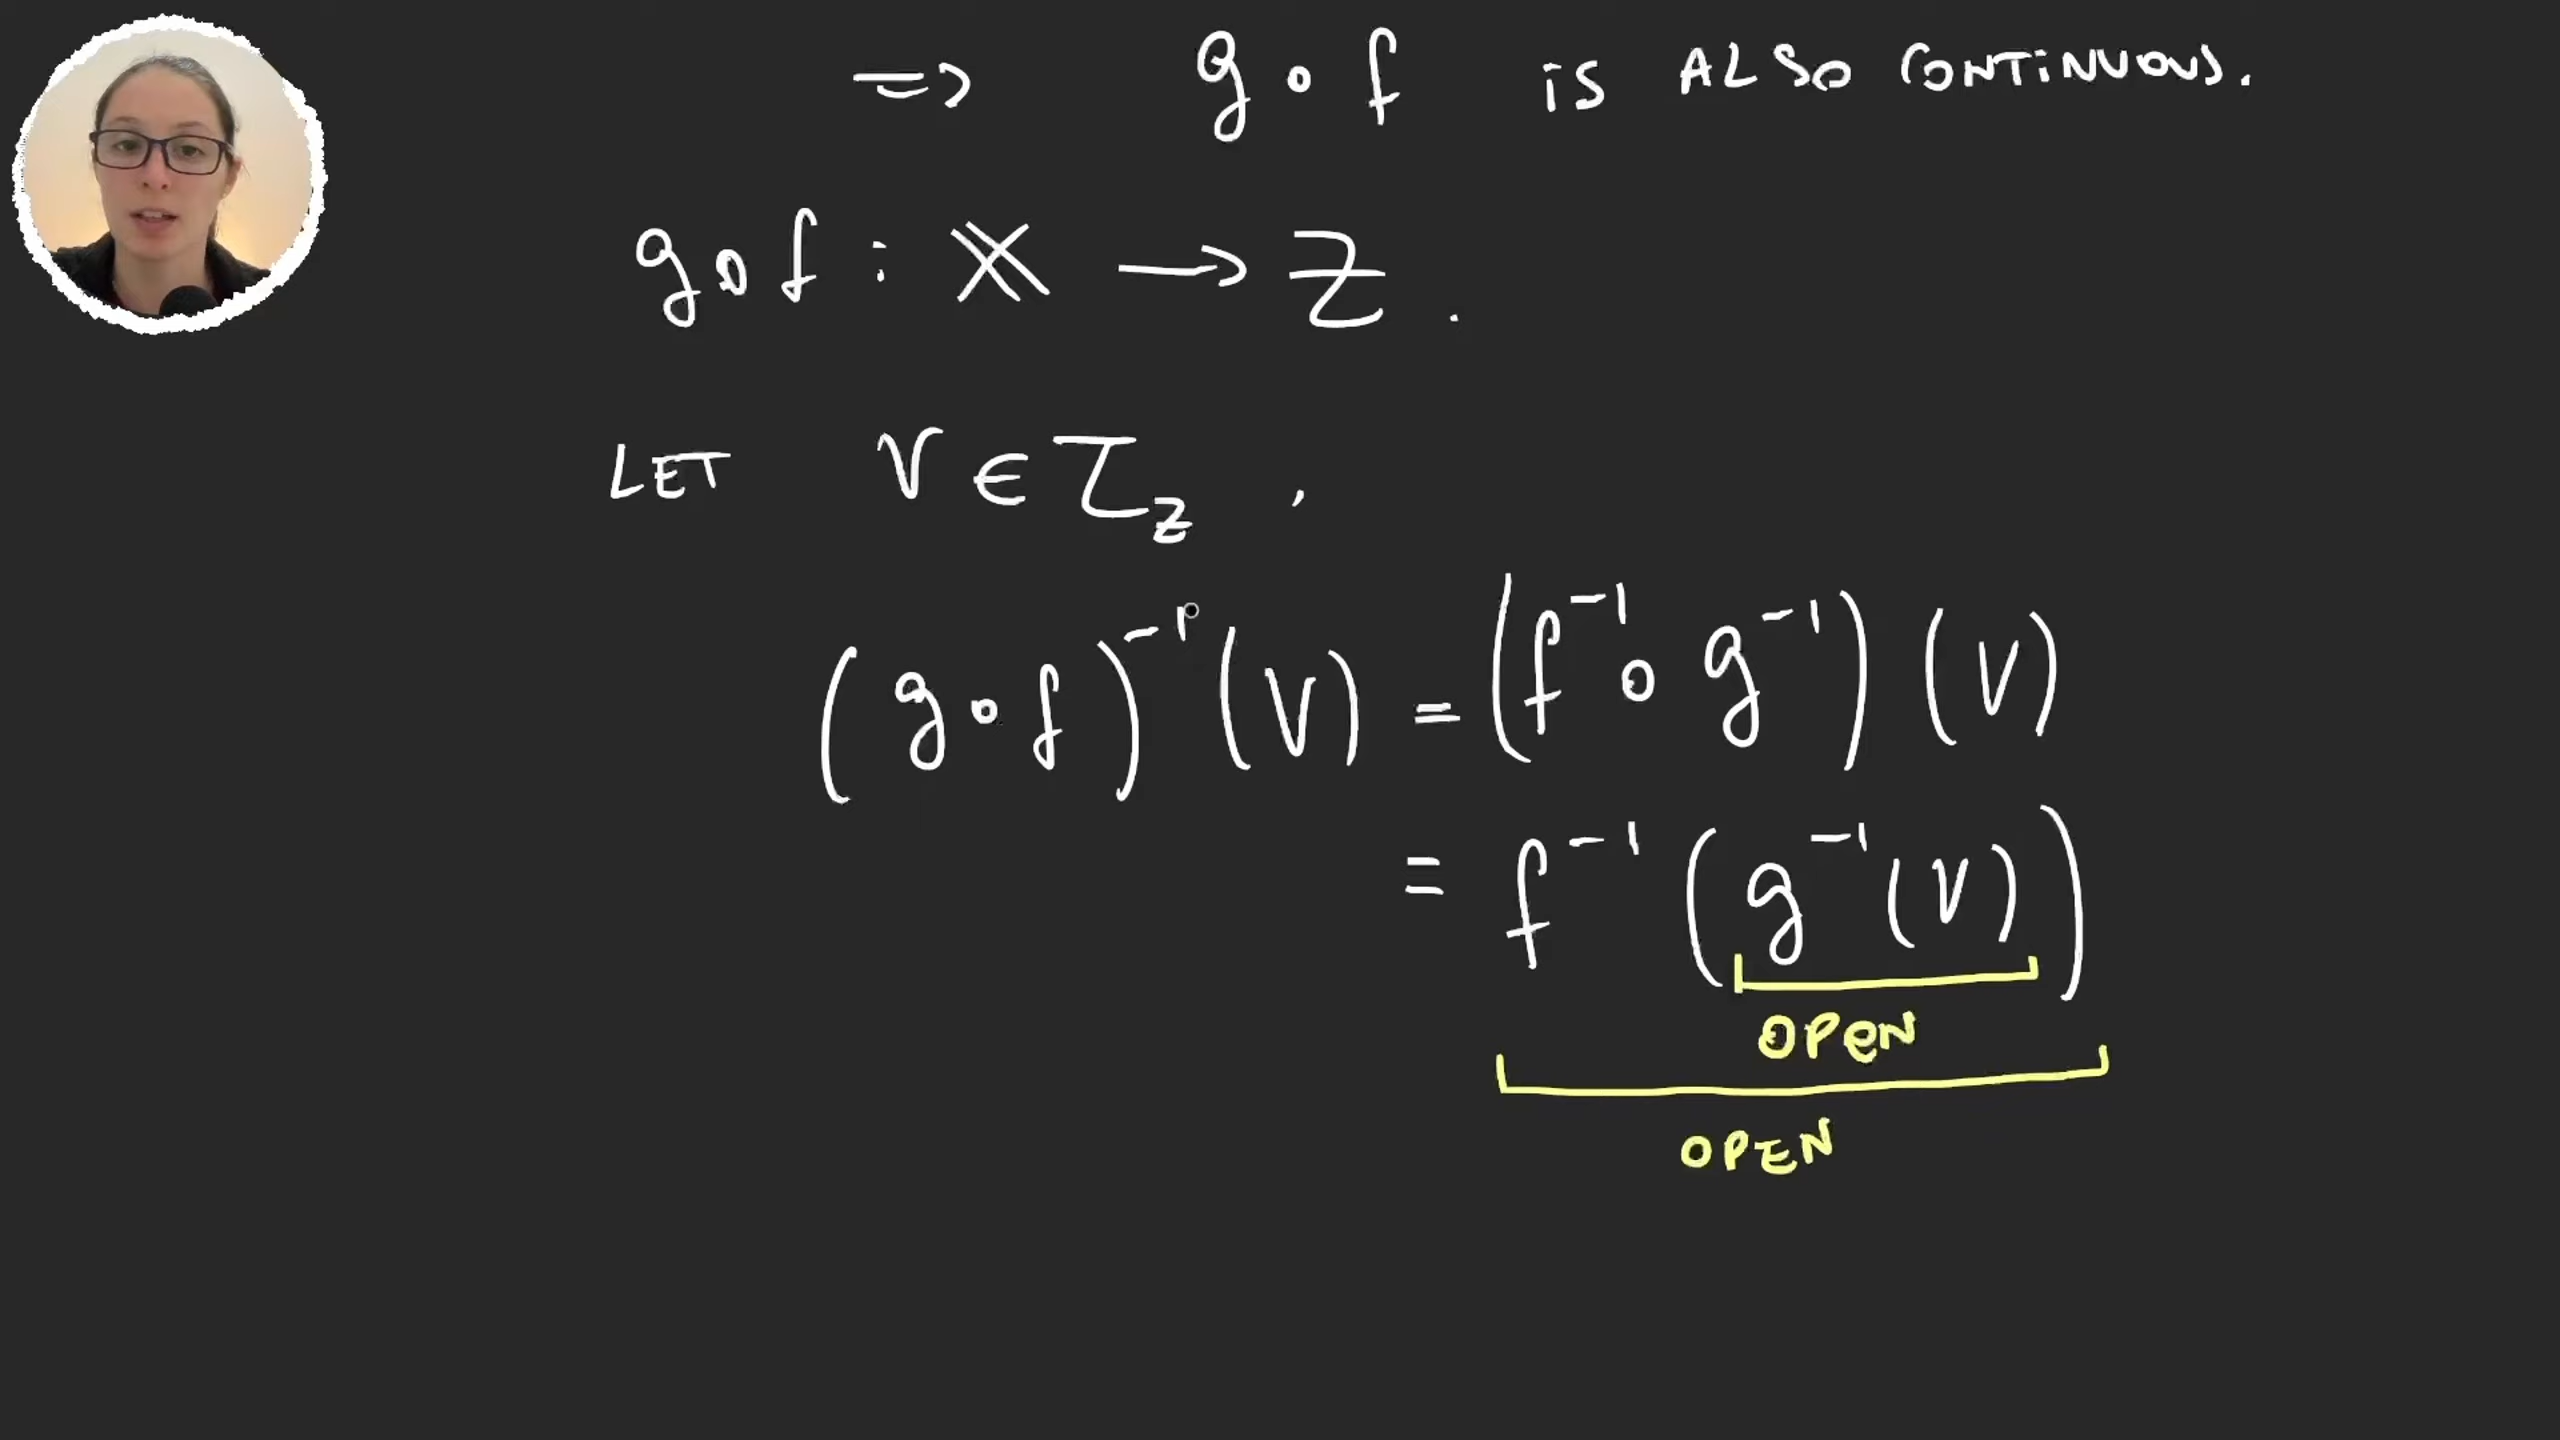 => g ∘ f is ALSO CONTINUOUS.
g ∘ f : X → Z .
LET V ∈ τ_Z ,
(g ∘ f)⁻¹ (V) = (f⁻¹ ∘ g⁻¹) (V)
= f⁻¹ (g⁻¹ (V))
OPEN
OPEN